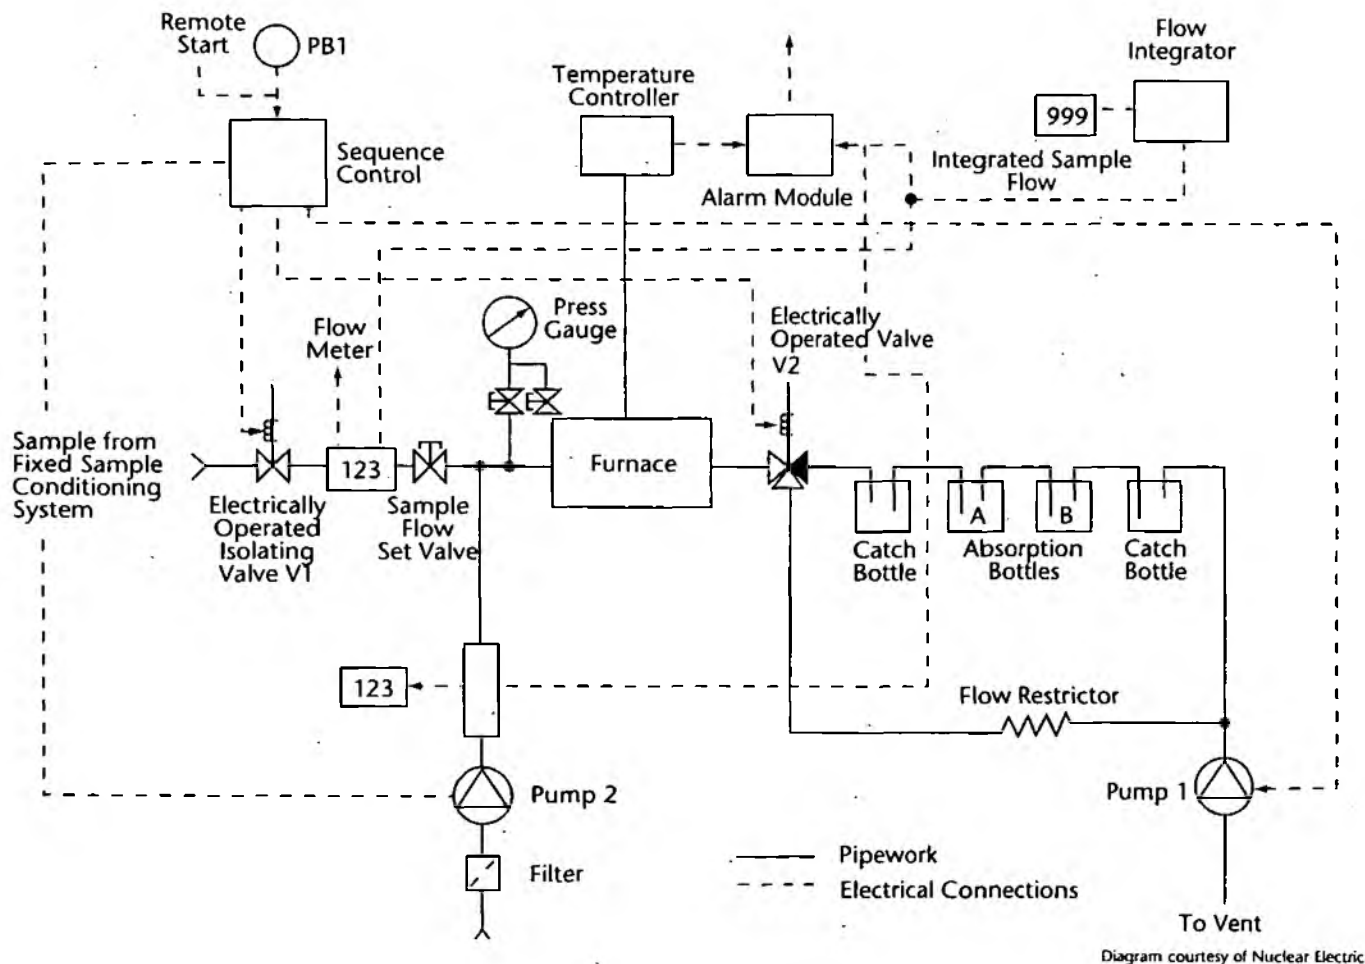 Remote
Start
PB1
Flow
Integrator
Temperature
Controller
999
Sequence
Control
Integrated Sample
Flow
Alarm Module
Press
Gauge
Flow
Meter
Electrically
Operated Valve
V2
Sample from
Fixed Sample
Conditioning
System
123
Furnace
Electrically
Operated
Isolating
Valve V1
Sample
Flow
Set Valve
A
B
Catch
Bottle
Absorption
Bottles
Catch
Bottle
123
Flow Restrictor
Pump 2
Pump 1
Filter
Pipework
Electrical Connections
To Vent
Diagram courtesy of Nuclear Electric